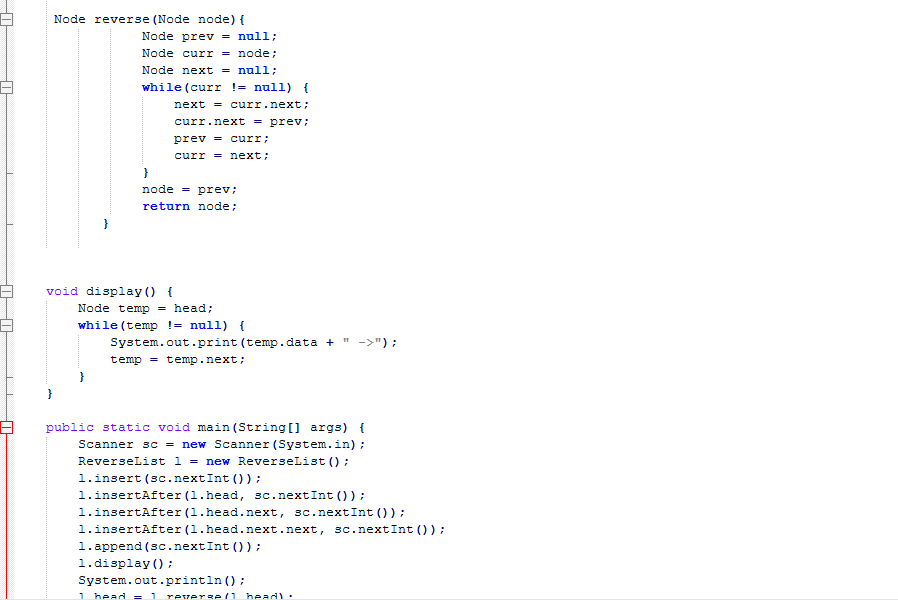 Node reverse(Node node){
Node prev = null;
Node curr = node;
Node next = null;
while(curr != null) {
next = curr.next;
curr.next = prev;
prev = curr;
curr = next;
}
node = prev;
return node;
}
void display() {
Node temp = head;
while(temp != null) {
System.out.print(temp.data + " ->");
temp = temp.next;
}
}
public static void main(String[] args) {
Scanner sc = new Scanner(System.in);
ReverseList l = new ReverseList();
l.insert(sc.nextInt());
l.insertAfter(l.head, sc.nextInt());
l.insertAfter(l.head.next, sc.nextInt());
l.insertAfter(l.head.next.next, sc.nextInt());
l.append(sc.nextInt());
l.display();
System.out.println();
l.head = l.reverse(l.head);